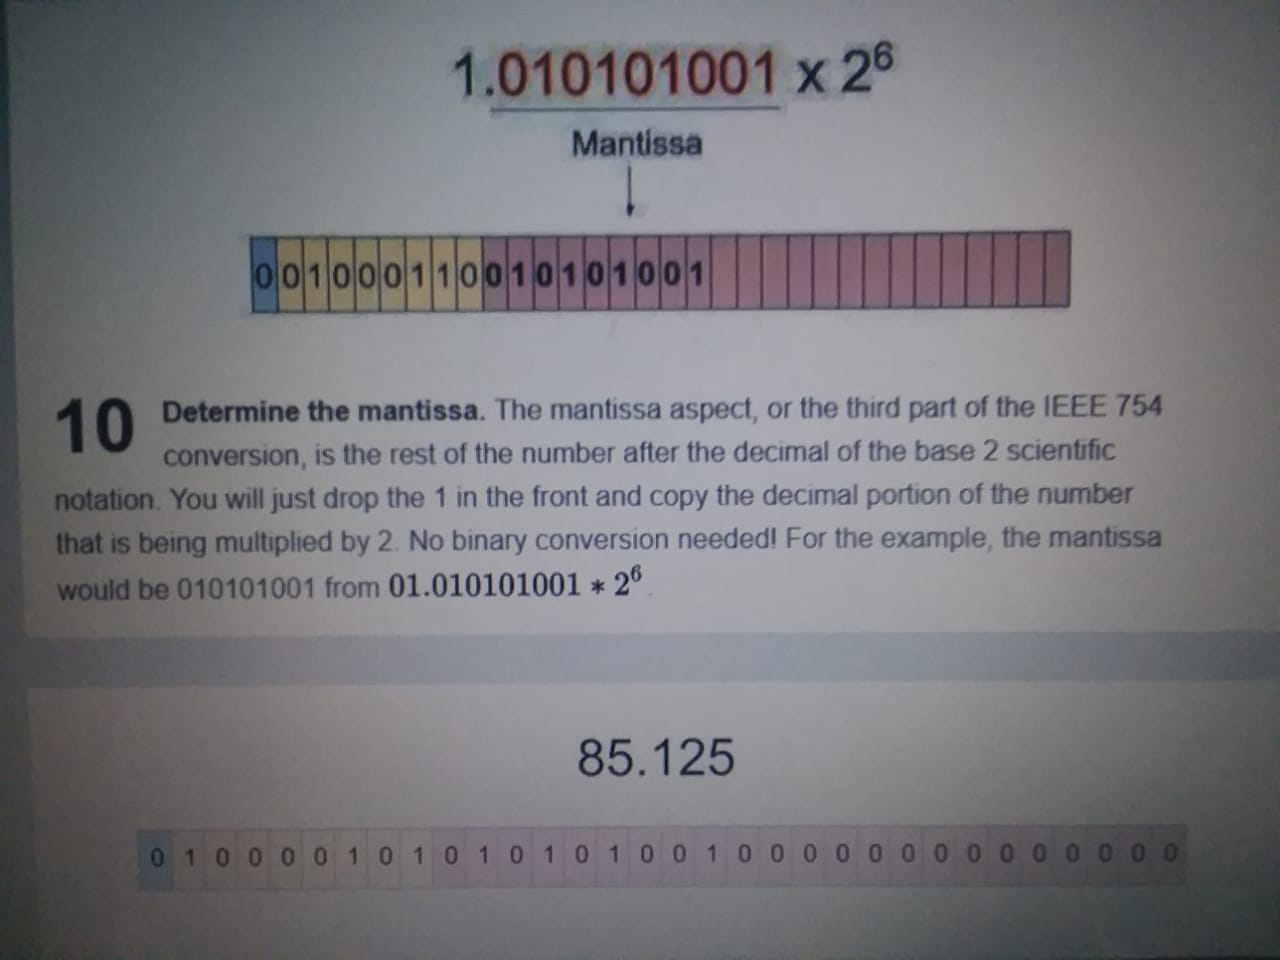 1.010101001 x 2⁶
Mantissa
0 0 1 0 0 0 1 1 0 0 1 0 1 0 1 0 0 1
10 Determine the mantissa. The mantissa aspect, or the third part of the IEEE 754
conversion, is the rest of the number after the decimal of the base 2 scientific
notation. You will just drop the 1 in the front and copy the decimal portion of the number
that is being multiplied by 2. No binary conversion needed! For the example, the mantissa
would be 010101001 from 01.010101001 * 2⁶.
85.125
0 1 0 0 0 0 1 0 1 0 1 0 1 0 1 0 0 1 0 0 0 0 0 0 0 0 0 0 0 0 0 0